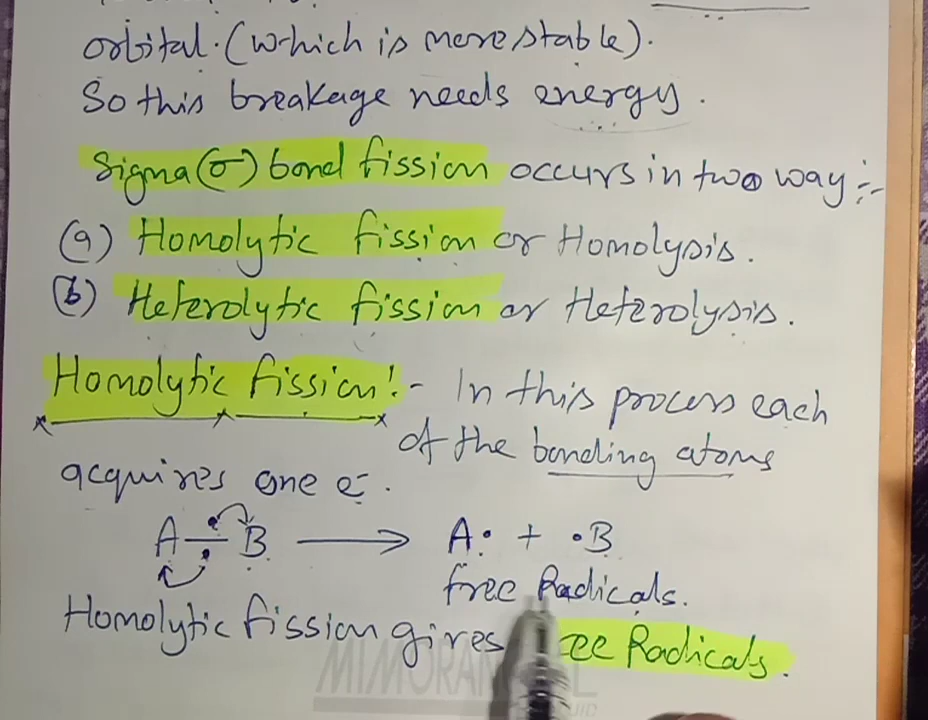 orbital. (which is more stable).
So this breakage needs energy.
Sigma (σ) bond fission occurs in two way:-
(a) Homolytic fission or Homolysis.
(b) Heterolytic fission or Heterolysis.
Homolytic fission:- In this process each
of the bonding atoms
acquires one e-.
A—B → A• + •B
free Radicals.
Homolytic fission gives ee Radicals.